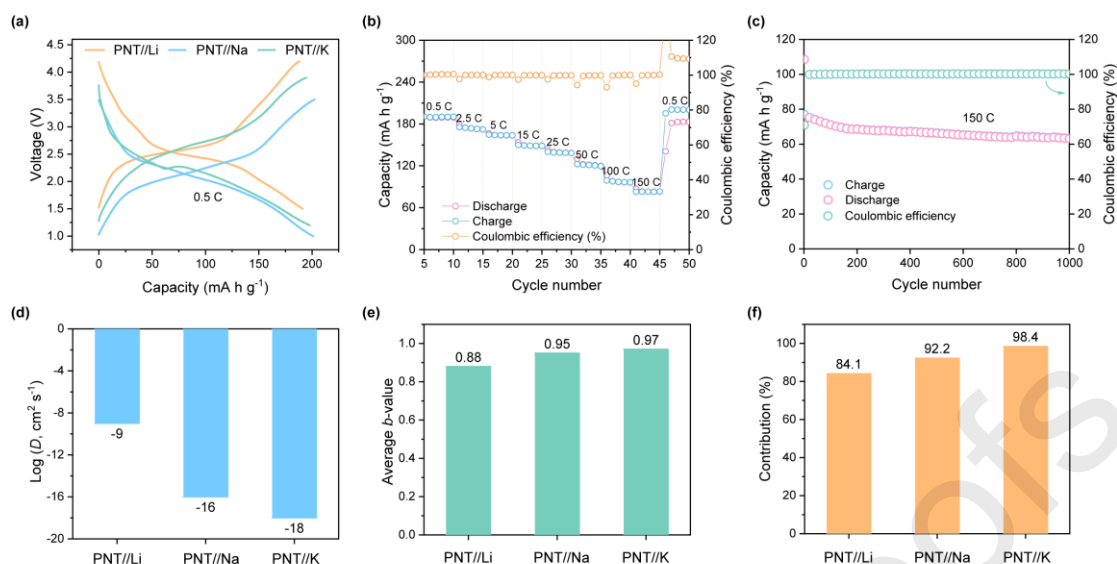 (a)
PNT//Li PNT//Na PNT//K
4.5
4.0
3.5
3.0
2.5
2.0
1.5
1.0
Voltage (V)
0.5 C
0 50 100 150 200 250
Capacity (mA h g⁻¹)
(b)
300
240
180
120
60
0
Capacity (mA h g⁻¹)
120
100
80
60
40
20
0
Coulombic efficiency (%)
0.5 C
2.5 C
5 C
15 C
25 C
50 C
100 C
150 C
0.5 C
Discharge
Charge
Coulombic efficiency (%)
5 10 15 20 25 30 35 40 45 50
Cycle number
(c)
120
100
80
60
40
20
0
Capacity (mA h g⁻¹)
120
100
80
60
40
20
0
Coulombic efficiency (%)
150 C
Charge
Discharge
Coulombic efficiency
0 200 400 600 800 1000
Cycle number
(d)
0
-4
-8
-12
-16
-20
Log (D, cm² s⁻¹)
-9
-16
-18
PNT//Li PNT//Na PNT//K
(e)
1.0
0.8
0.6
0.4
0.2
0.0
Average b-value
0.88
0.95
0.97
PNT//Li PNT//Na PNT//K
(f)
100
80
60
40
20
0
Contribution (%)
84.1
92.2
98.4
PNT//Li PNT//Na PNT//K